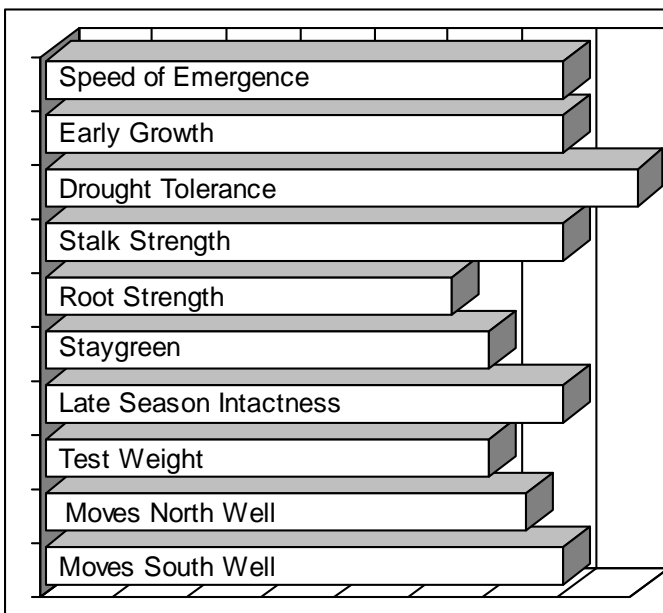 Speed of Emergence
Early Growth
Drought Tolerance
Stalk Strength
Root Strength
Staygreen
Late Season Intactness
Test Weight
Moves North Well
Moves South Well